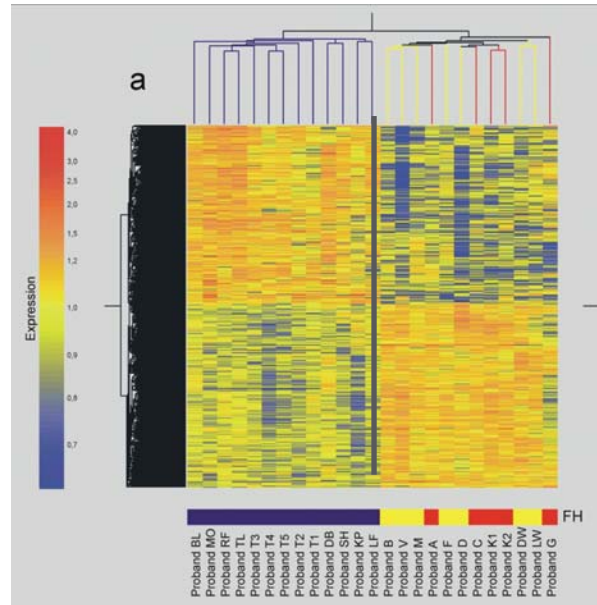 a
4,0
3,0
2,5
2,0
1,5
1,2
1,0
0,9
0,8
0,7
Expression
FH
Proband BL
Proband MO
Proband RF
Proband TL
Proband T3
Proband T4
Proband T5
Proband T2
Proband T1
Proband DB
Proband SH
Proband KP
Proband LF
Proband B
Proband V
Proband M
Proband A
Proband F
Proband D
Proband C
Proband K1
Proband K2
Proband DW
Proband LW
Proband G